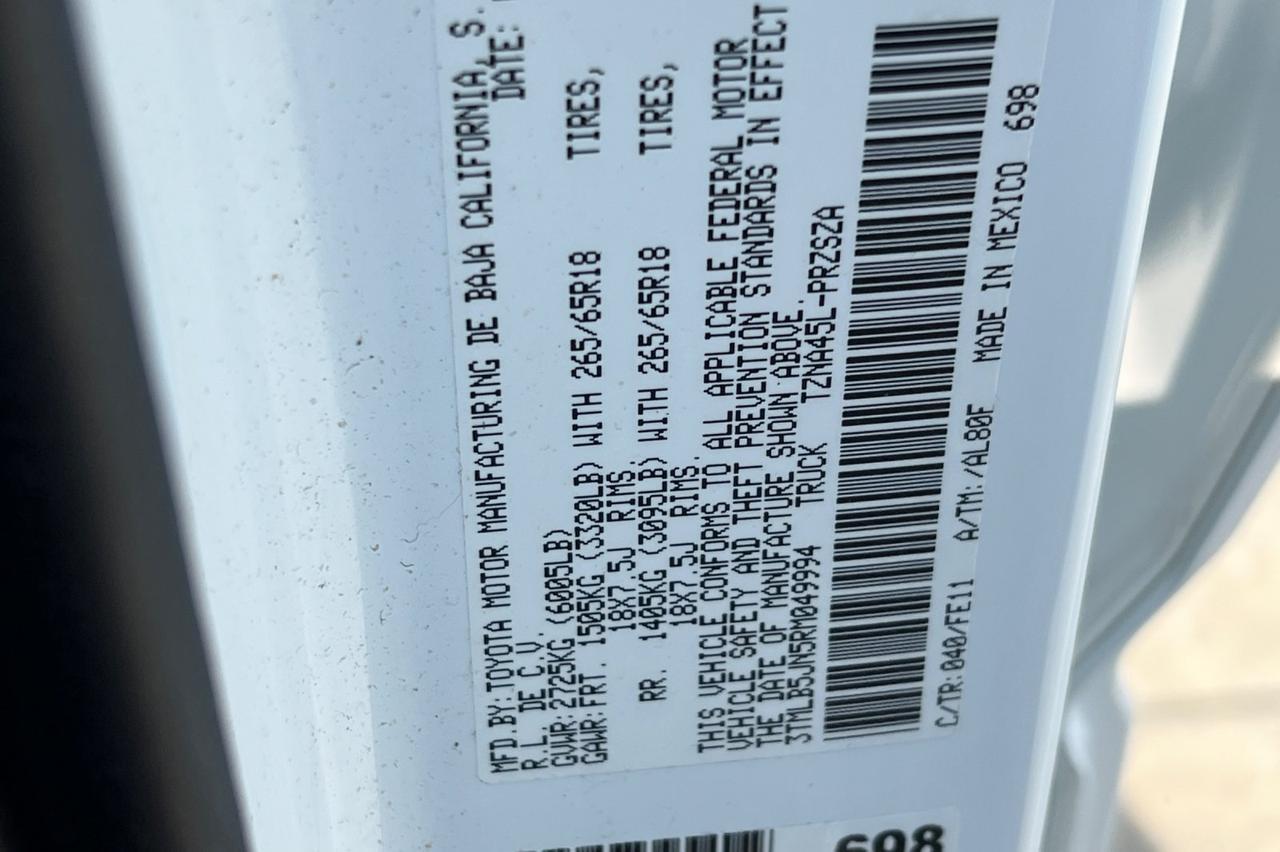 MFD.BY:TOYOTA MOTOR MANUFACTURING DE BAJA CALIFORNIA, S.
R.L. DE C.V. DATE:
GVWR:2725KG (6005LB)
GAWR:FRT. 1505KG (3320LB) WITH 265/65R18 TIRES,
18X7.5J RIMS.
RR. 1405KG (3095LB) WITH 265/65R18 TIRES,
18X7.5J RIMS.
THIS VEHICLE CONFORMS TO ALL APPLICABLE FEDERAL MOTOR
VEHICLE SAFETY AND THEFT PREVENTION STANDARDS IN EFFECT
THE DATE OF MANUFACTURE SHOWN ABOVE.
3TMLB5JN5RM049994 TRUCK TZNA45L-PRZSZA
C/TR:040/FE11 A/TM:/AL80F MADE IN MEXICO 698
698